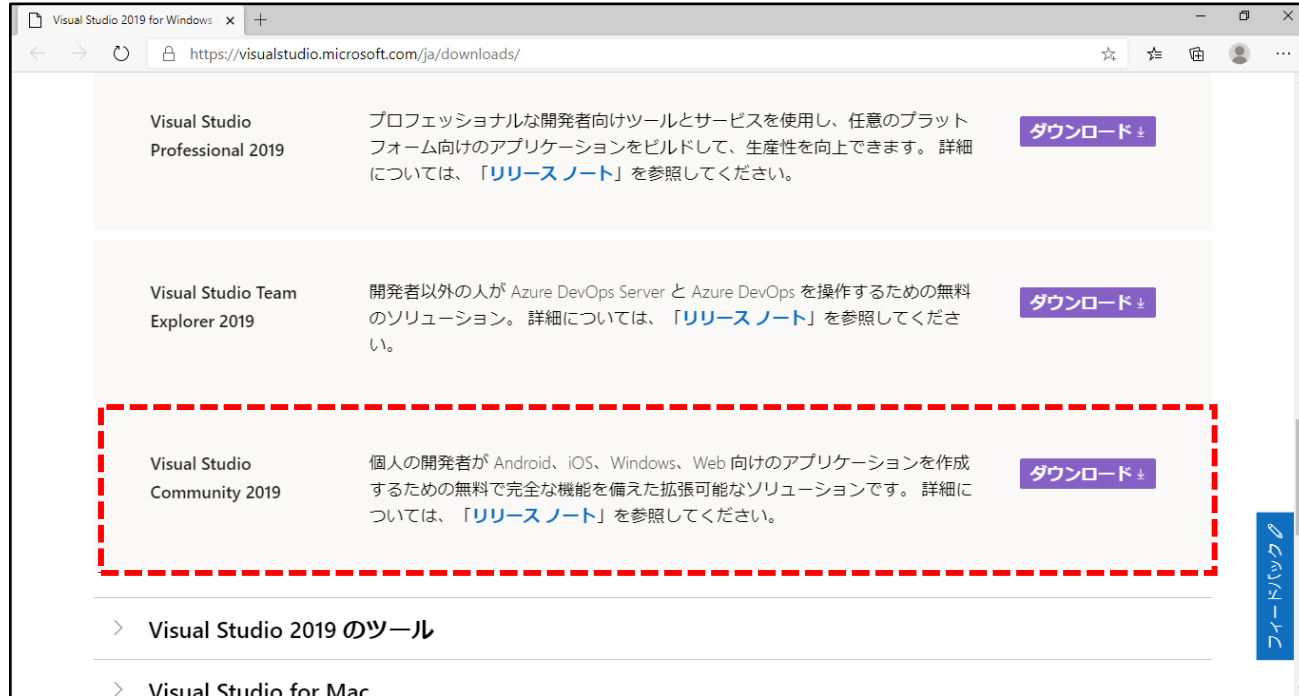 Visual Studio 2019 for Windows
https://visualstudio.microsoft.com/ja/downloads/
Visual Studio
Professional 2019
プロフェッショナルな開発者向けツールとサービスを使用し、任意のプラット
フォーム向けのアプリケーションをビルドして、生産性を向上できます。 詳細
については、「リリース ノート」を参照してください。
ダウンロード
Visual Studio Team
Explorer 2019
開発者以外の人が Azure DevOps Server と Azure DevOps を操作するための無料
のソリューション。 詳細については、「リリース ノート」を参照してくださ
い。
ダウンロード
Visual Studio
Community 2019
個人の開発者が Android、iOS、Windows、Web 向けのアプリケーションを作成
するための無料で完全な機能を備えた拡張可能なソリューションです。 詳細に
ついては、「リリース ノート」を参照してください。
ダウンロード
フィードバック
Visual Studio 2019 のツール
Visual Studio for Mac